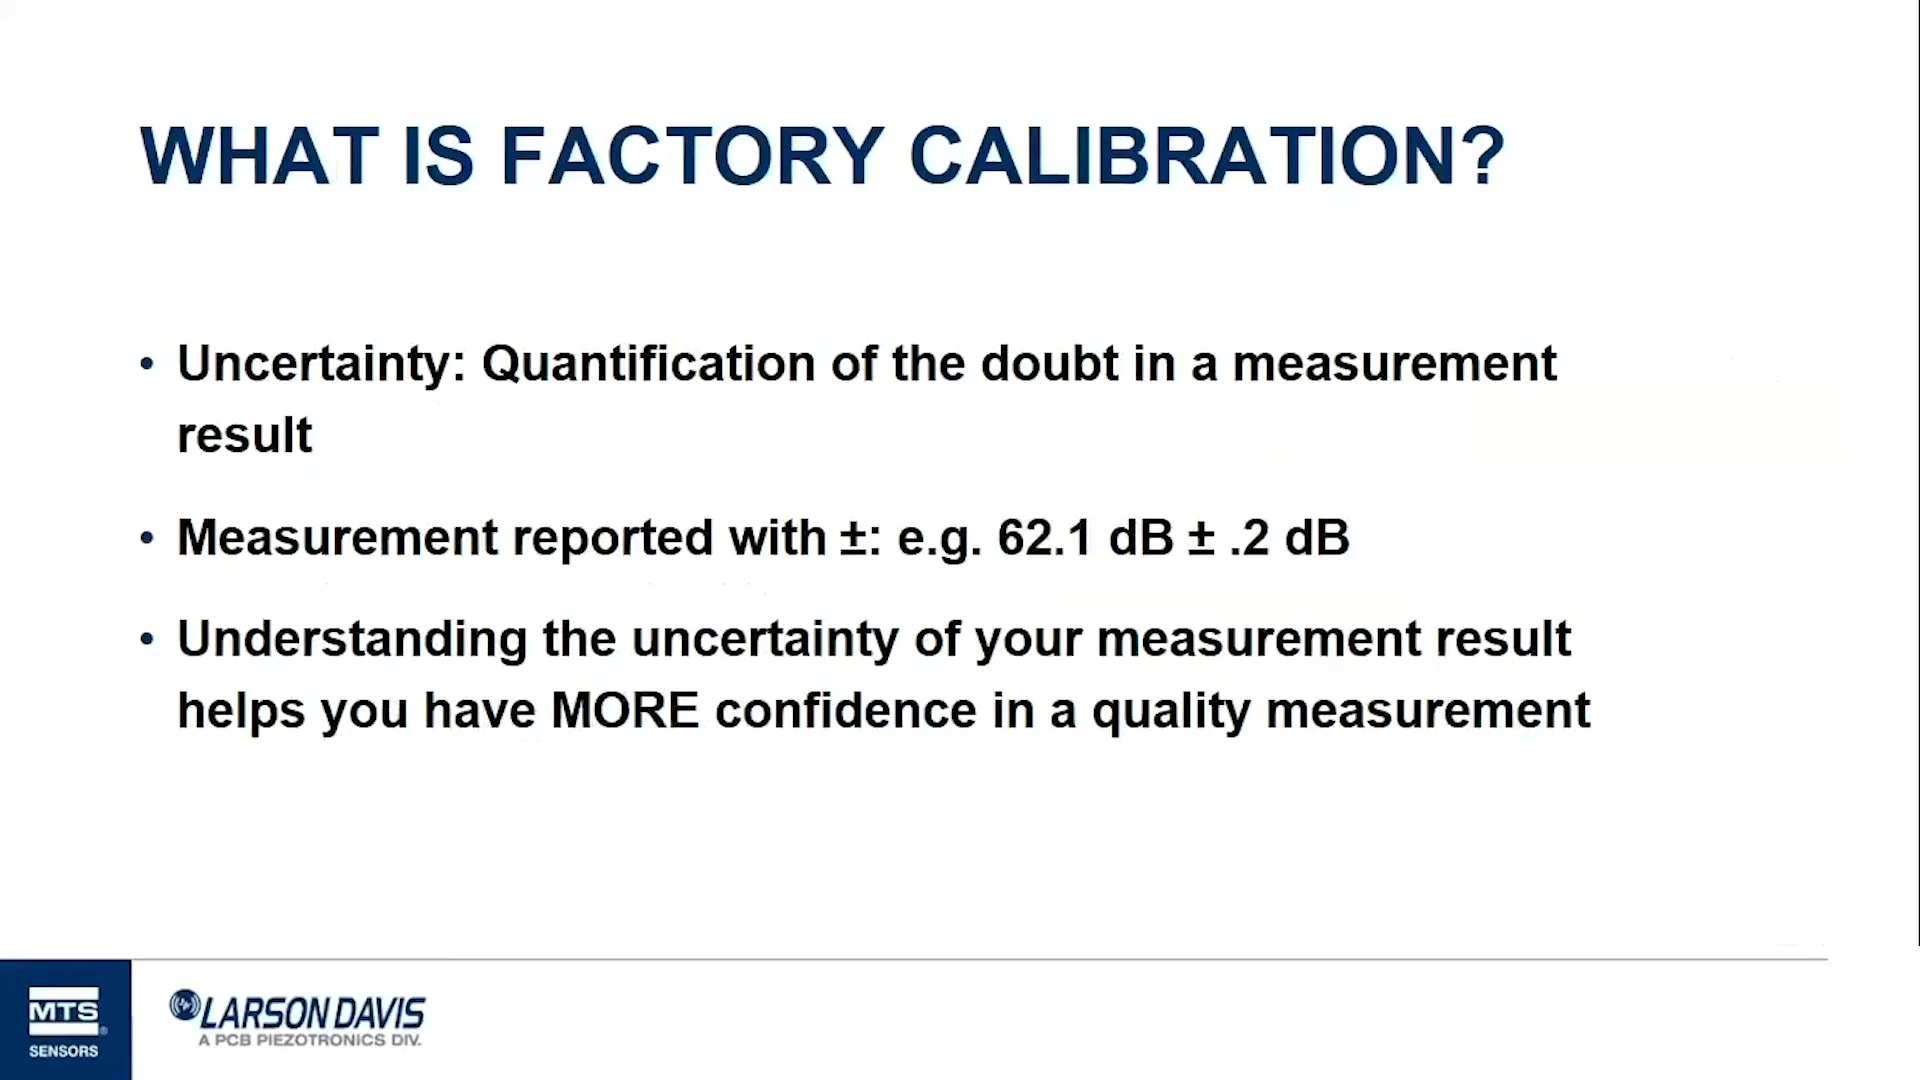 WHAT IS FACTORY CALIBRATION?
• Uncertainty: Quantification of the doubt in a measurement
result
• Measurement reported with ±: e.g. 62.1 dB ± .2 dB
• Understanding the uncertainty of your measurement result
helps you have MORE confidence in a quality measurement
MTS®
SENSORS
LARSON DAVIS
A PCB PIEZOTRONICS DIV.